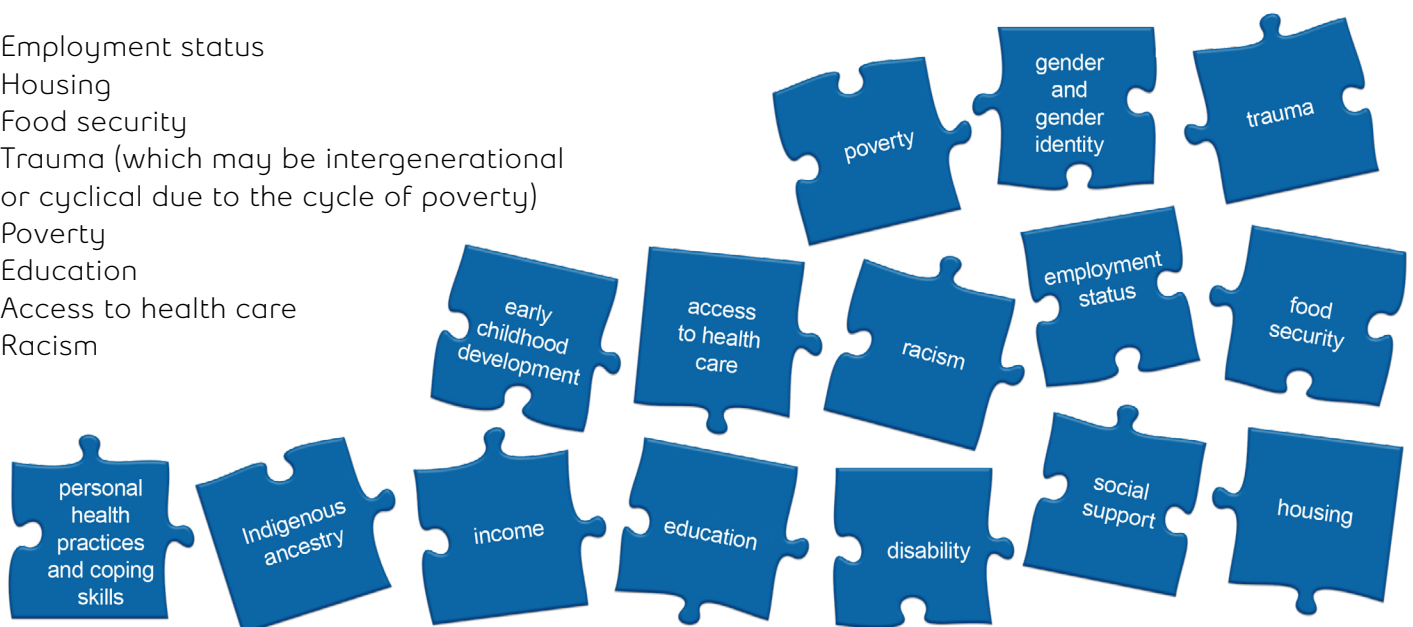 Employment status
Housing
Food security
Trauma (which may be intergenerational
or cyclical due to the cycle of poverty)
Poverty
Education
Access to health care
Racism
poverty
gender
and
gender
identity
trauma
early
childhood
development
access
to health
care
racism
employment
status
food
security
personal
health
practices
and coping
skills
Indigenous
ancestry
income
education
disability
social
support
housing